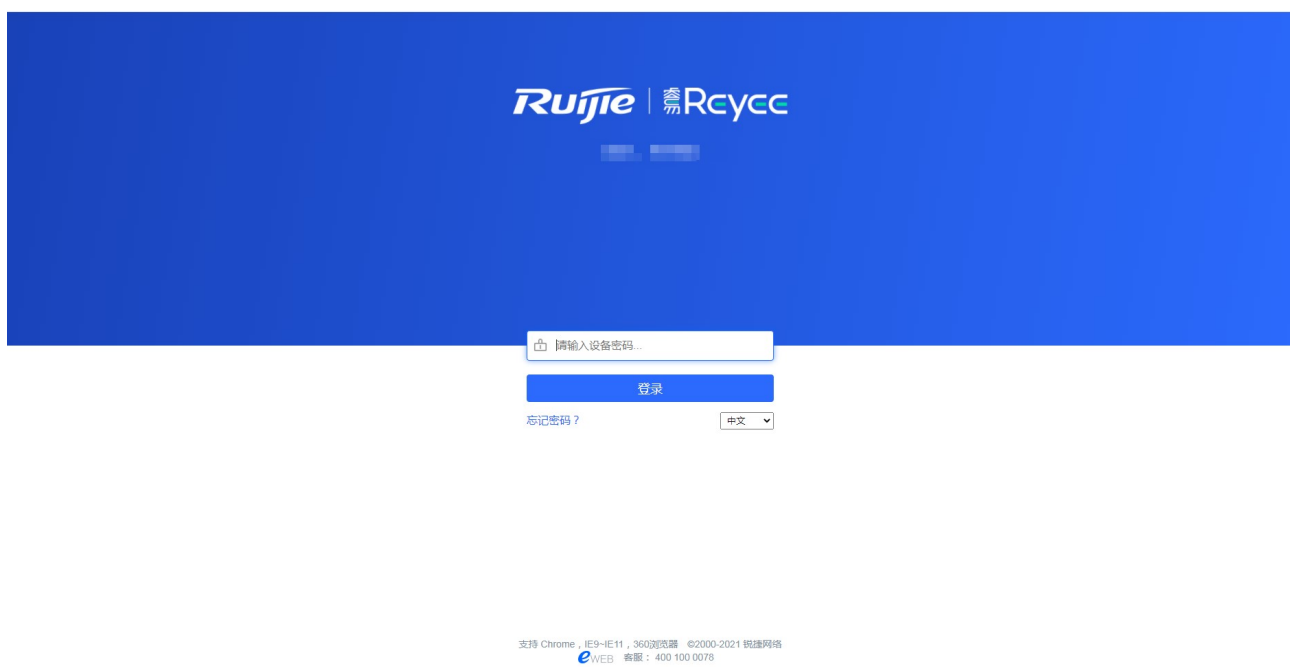 Ruijie | 睿易 Reyee
请输入设备密码...
登录
忘记密码？
中文
支持 Chrome，IE9~IE11，360浏览器 ©2000-2021 锐捷网络
eWEB 客服： 400 100 0078